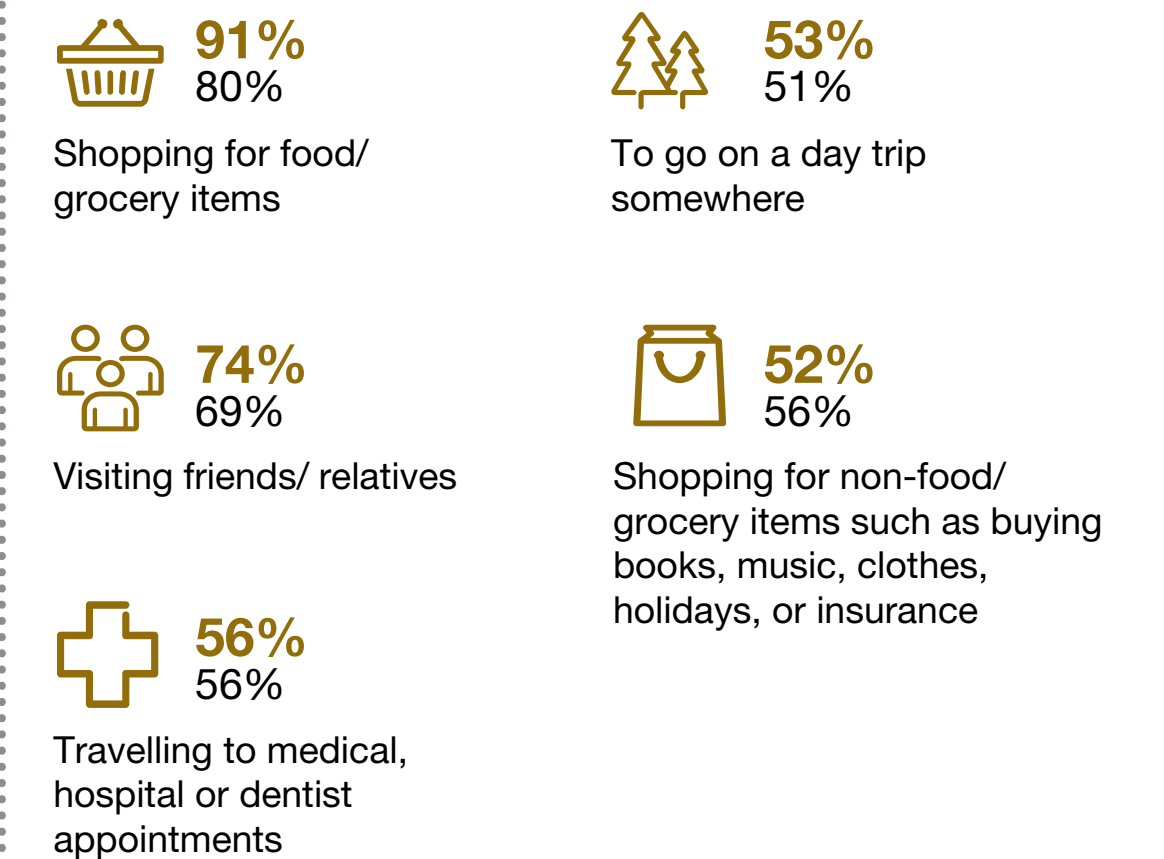 91%
80%
Shopping for food/
grocery items
74%
69%
Visiting friends/ relatives
56%
56%
Travelling to medical,
hospital or dentist
appointments
53%
51%
To go on a day trip
somewhere
52%
56%
Shopping for non-food/
grocery items such as buying
books, music, clothes,
holidays, or insurance